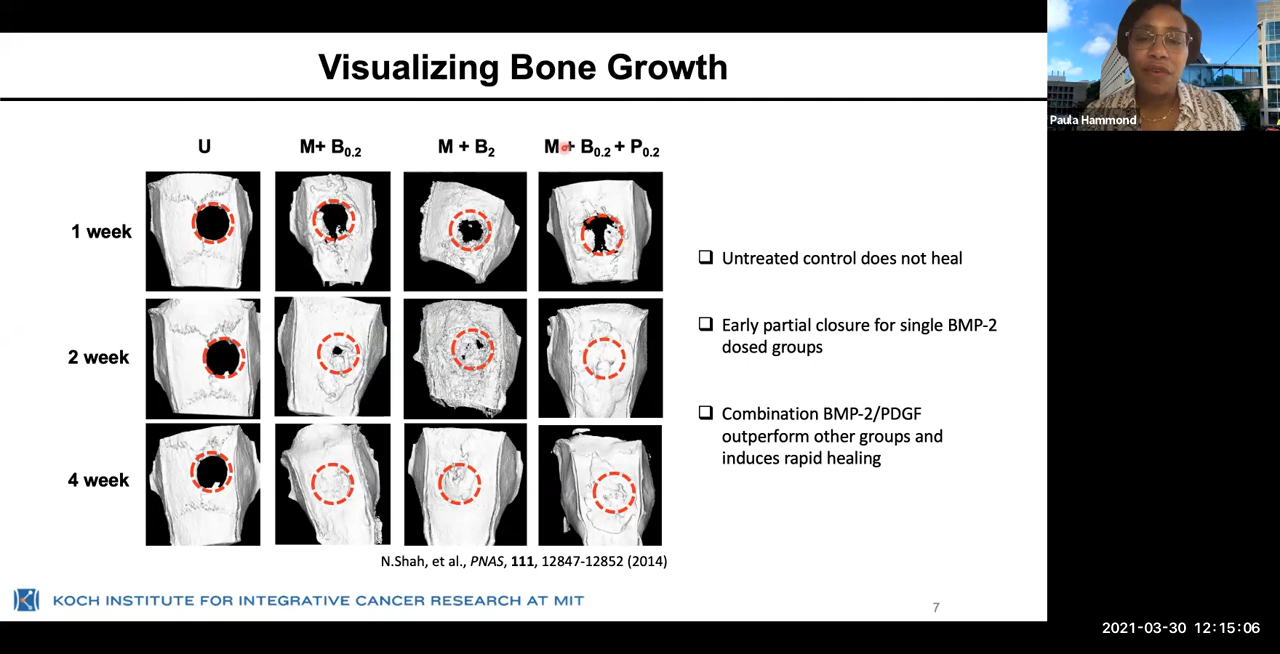 Visualizing Bone Growth
Paula Hammond
U M+ B0.2 M + B2 M + B0.2 + P0.2
1 week
2 week
4 week
❑ Untreated control does not heal
❑ Early partial closure for single BMP-2
dosed groups
❑ Combination BMP-2/PDGF
outperform other groups and
induces rapid healing
N.Shah, et al., PNAS, 111, 12847-12852 (2014)
KOCH INSTITUTE FOR INTEGRATIVE CANCER RESEARCH AT MIT
7
2021-03-30 12:15:06